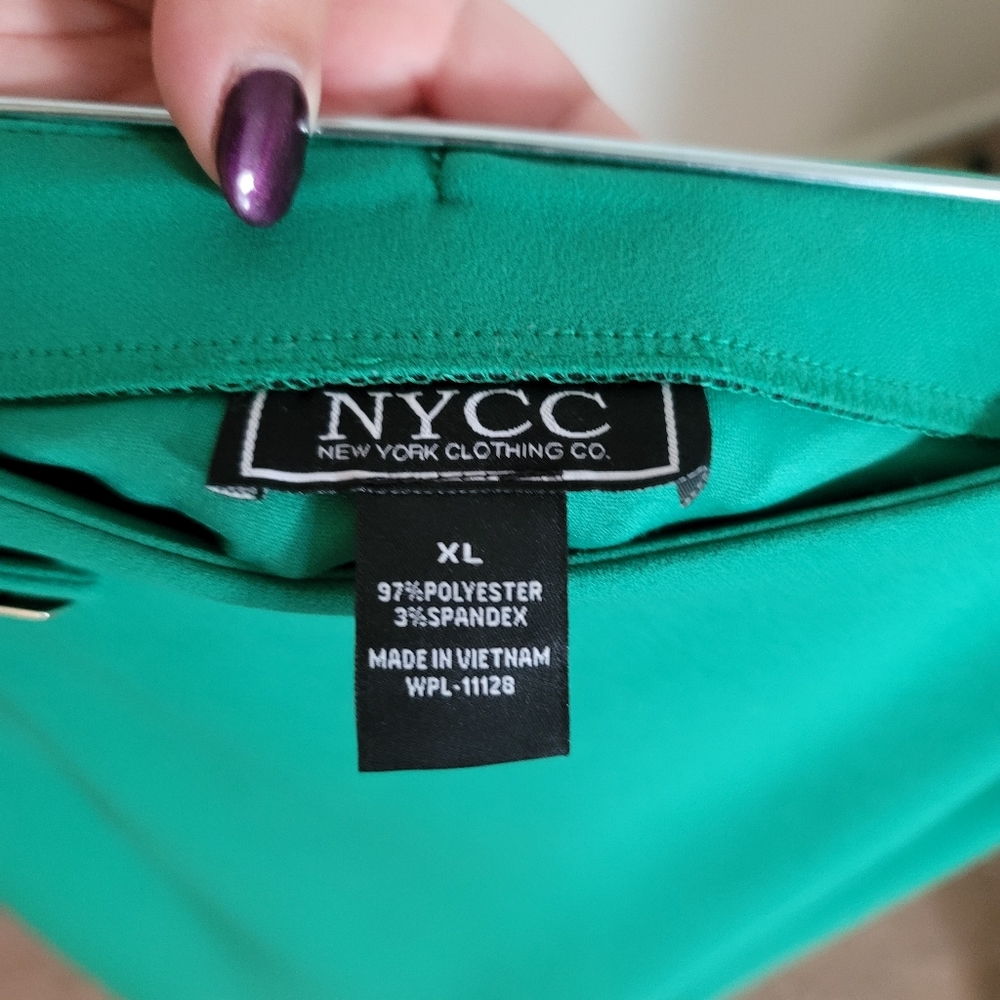 NYCC
NEW YORK CLOTHING CO.
XL
97%POLYESTER
3%SPANDEX
MADE IN VIETNAM
WPL-11128